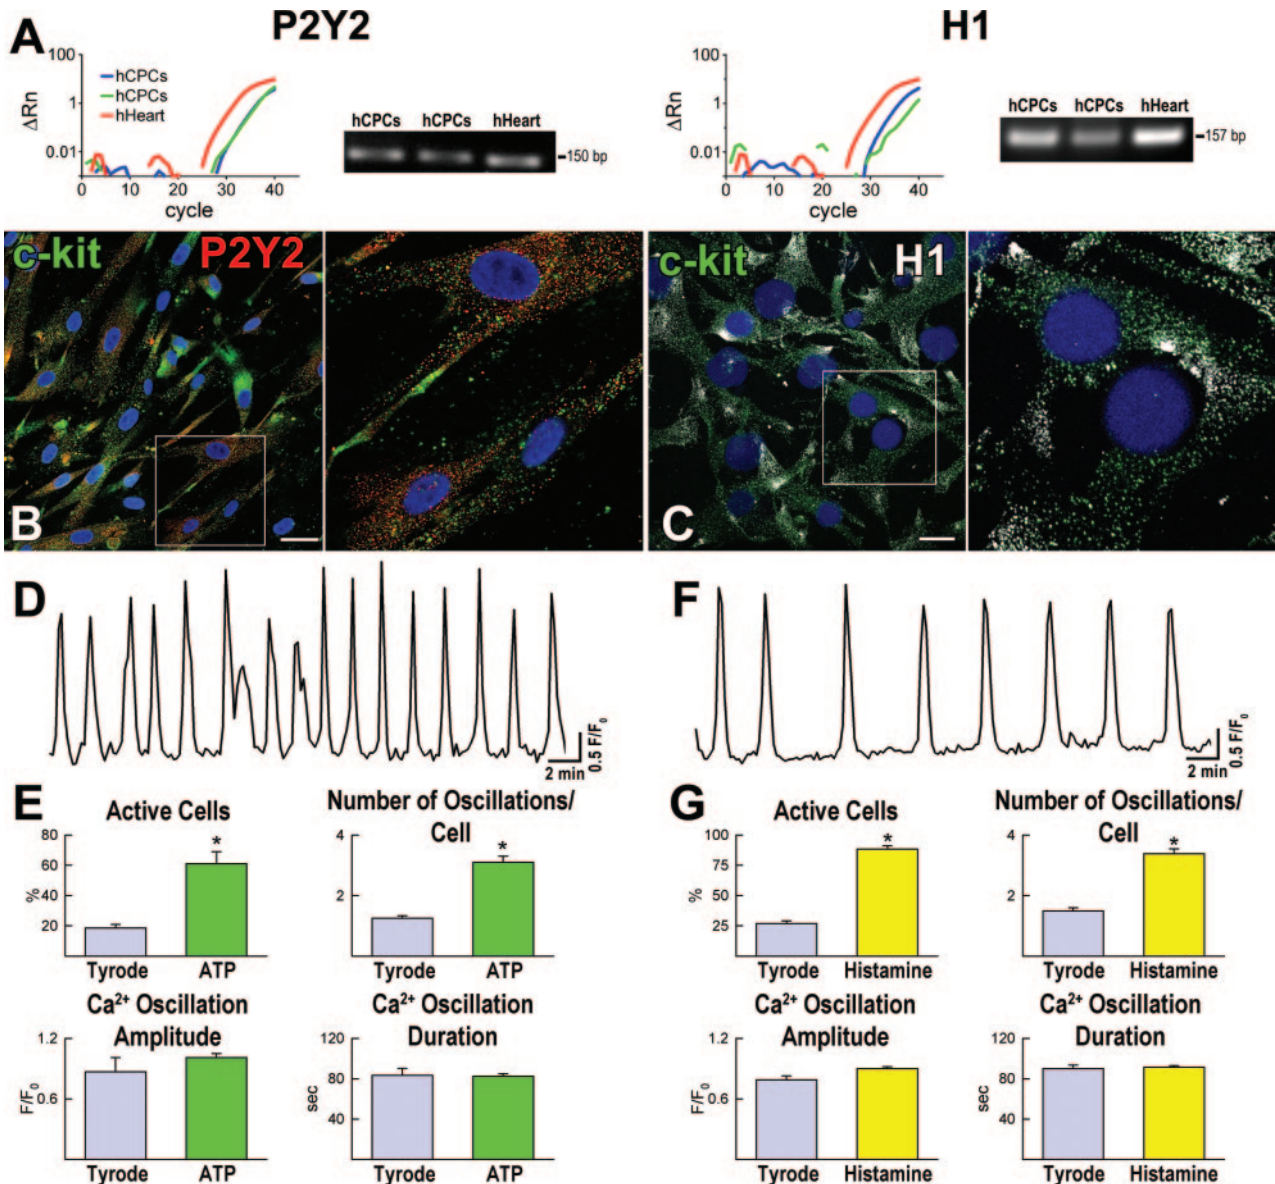 A
P2Y2
H1
100
1
0.01
ΔRn
hCPCs
hCPCs
hHeart
0 10 20 30 40
cycle
hCPCs hCPCs hHeart
150 bp
100
1
0.01
ΔRn
0 10 20 30 40
cycle
hCPCs hCPCs hHeart
157 bp
c-kit P2Y2
B
c-kit H1
C
D
2 min
0.5 F/F₀
F
2 min
0.5 F/F₀
E
Active Cells
80
60
40
20
%
*
Tyrode ATP
Number of Oscillations/
Cell
4
2
*
Tyrode ATP
Ca²⁺ Oscillation
Amplitude
1.2
0.6
F/F₀
Tyrode ATP
Ca²⁺ Oscillation
Duration
120
80
40
sec
Tyrode ATP
G
Active Cells
100
75
50
25
%
*
Tyrode Histamine
Number of Oscillations/
Cell
4
2
*
Tyrode Histamine
Ca²⁺ Oscillation
Amplitude
1.2
0.6
F/F₀
Tyrode Histamine
Ca²⁺ Oscillation
Duration
120
80
40
sec
Tyrode Histamine